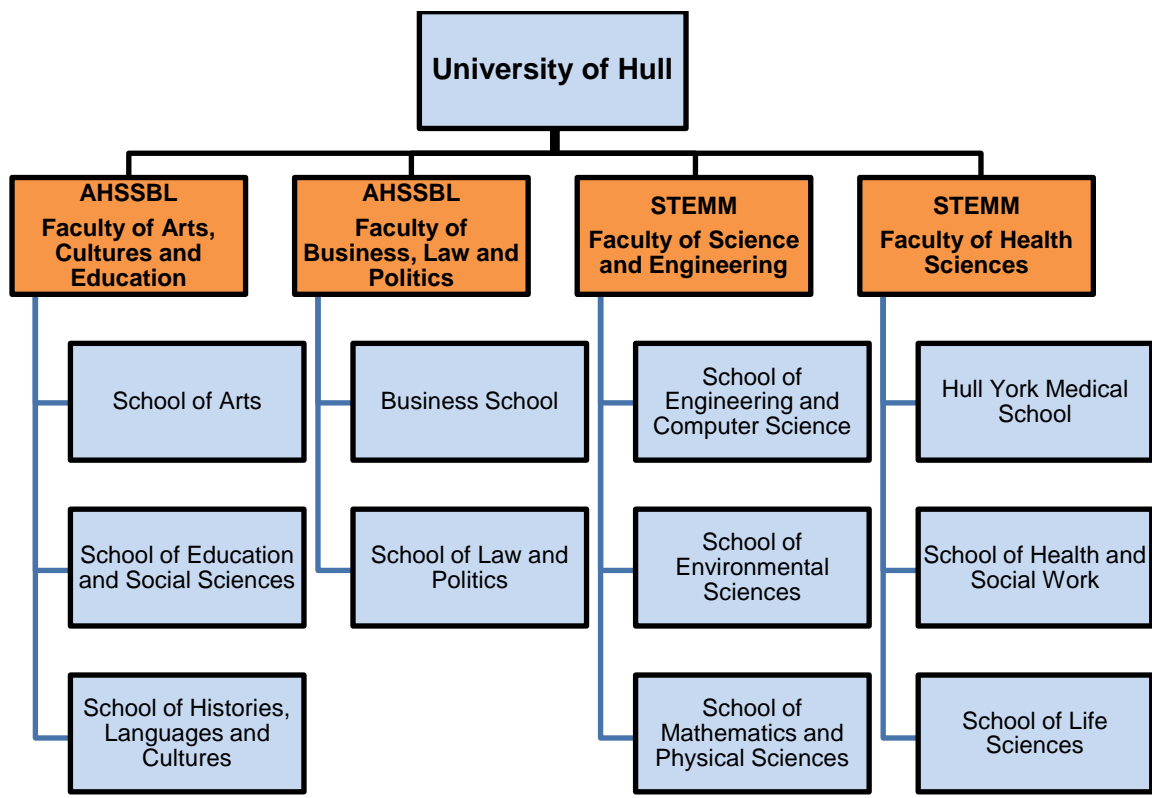 University of Hull
AHSSBL
Faculty of Arts,
Cultures and
Education
AHSSBL
Faculty of
Business, Law and
Politics
STEMM
Faculty of Science
and Engineering
STEMM
Faculty of Health
Sciences
School of Arts
School of Education
and Social Sciences
School of Histories,
Languages and
Cultures
Business School
School of Law and
Politics
School of
Engineering and
Computer Science
School of
Environmental
Sciences
School of
Mathematics and
Physical Sciences
Hull York Medical
School
School of Health and
Social Work
School of Life
Sciences